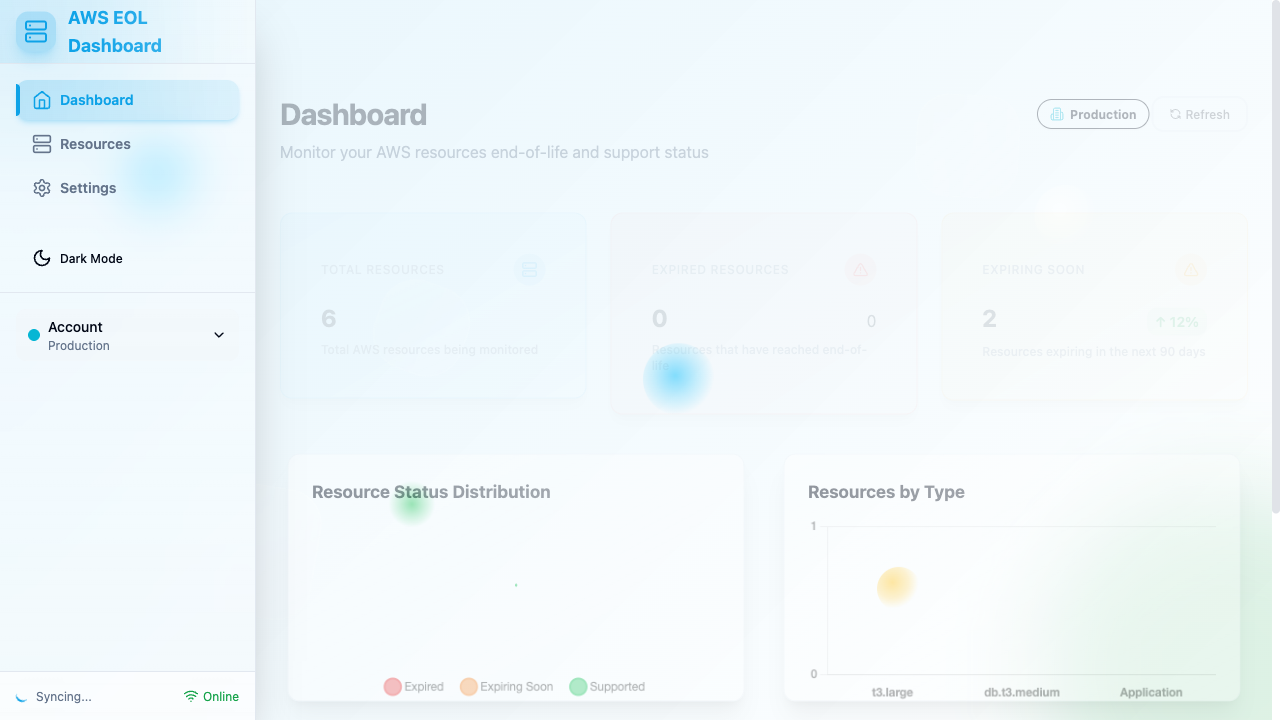 AWS EOL
Dashboard
Dashboard
Resources
Settings
Dark Mode
Account
Production
Syncing...
Online
Dashboard
Monitor your AWS resources end-of-life and support status
Production
Refresh
TOTAL RESOURCES
6
Total AWS resources being monitored
EXPIRED RESOURCES
0
0
Resources that have reached end-of-
life
EXPIRING SOON
2
↑ 12%
Resources expiring in the next 90 days
Resource Status Distribution
Expired
Expiring Soon
Supported
Resources by Type
1
0
t3.large
db.t3.medium
Application